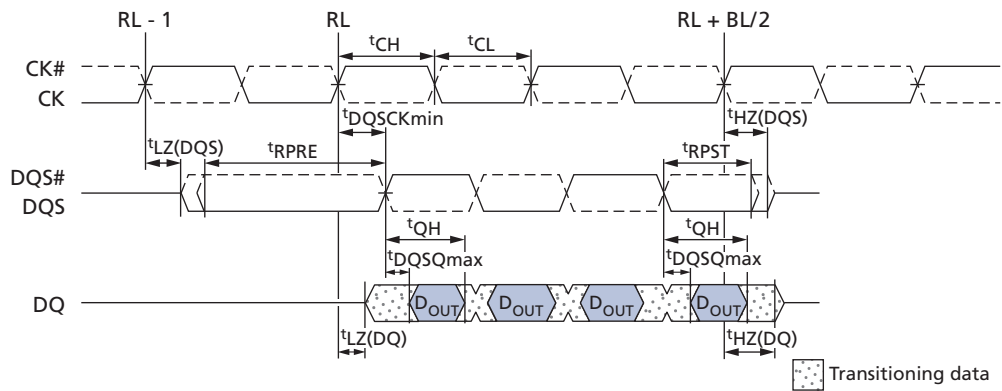 RL - 1 RL RL + BL/2
tCH tCL
CK#
CK
tDQSCKmin tHZ(DQS)
tLZ(DQS) tRPRE tRPST
DQS#
DQS
tQH tQH
tDQSQmax tDQSQmax
DQ DOUT DOUT DOUT DOUT
tLZ(DQ) tHZ(DQ)
Transitioning data